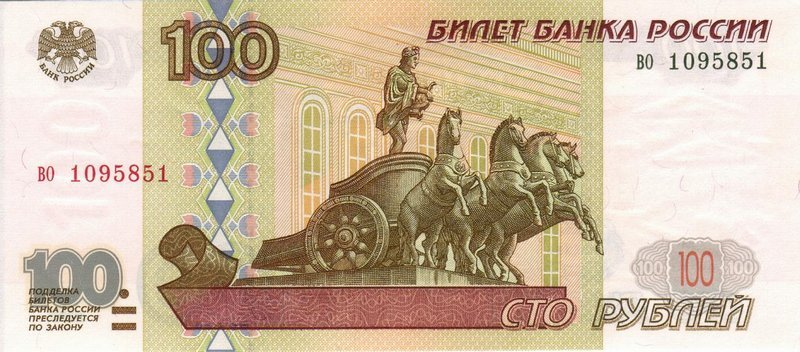 100
БИЛЕТ БАНКА РОССИИ
БАНК РОССИИ
во 1095851
во 1095851
100
ПОДДЕЛКА
БИЛЕТОВ
БАНКА РОССИИ
ПРЕСЛЕДУЕТСЯ
ПО ЗАКОНУ
100 100 100
СТО РУБЛЕЙ